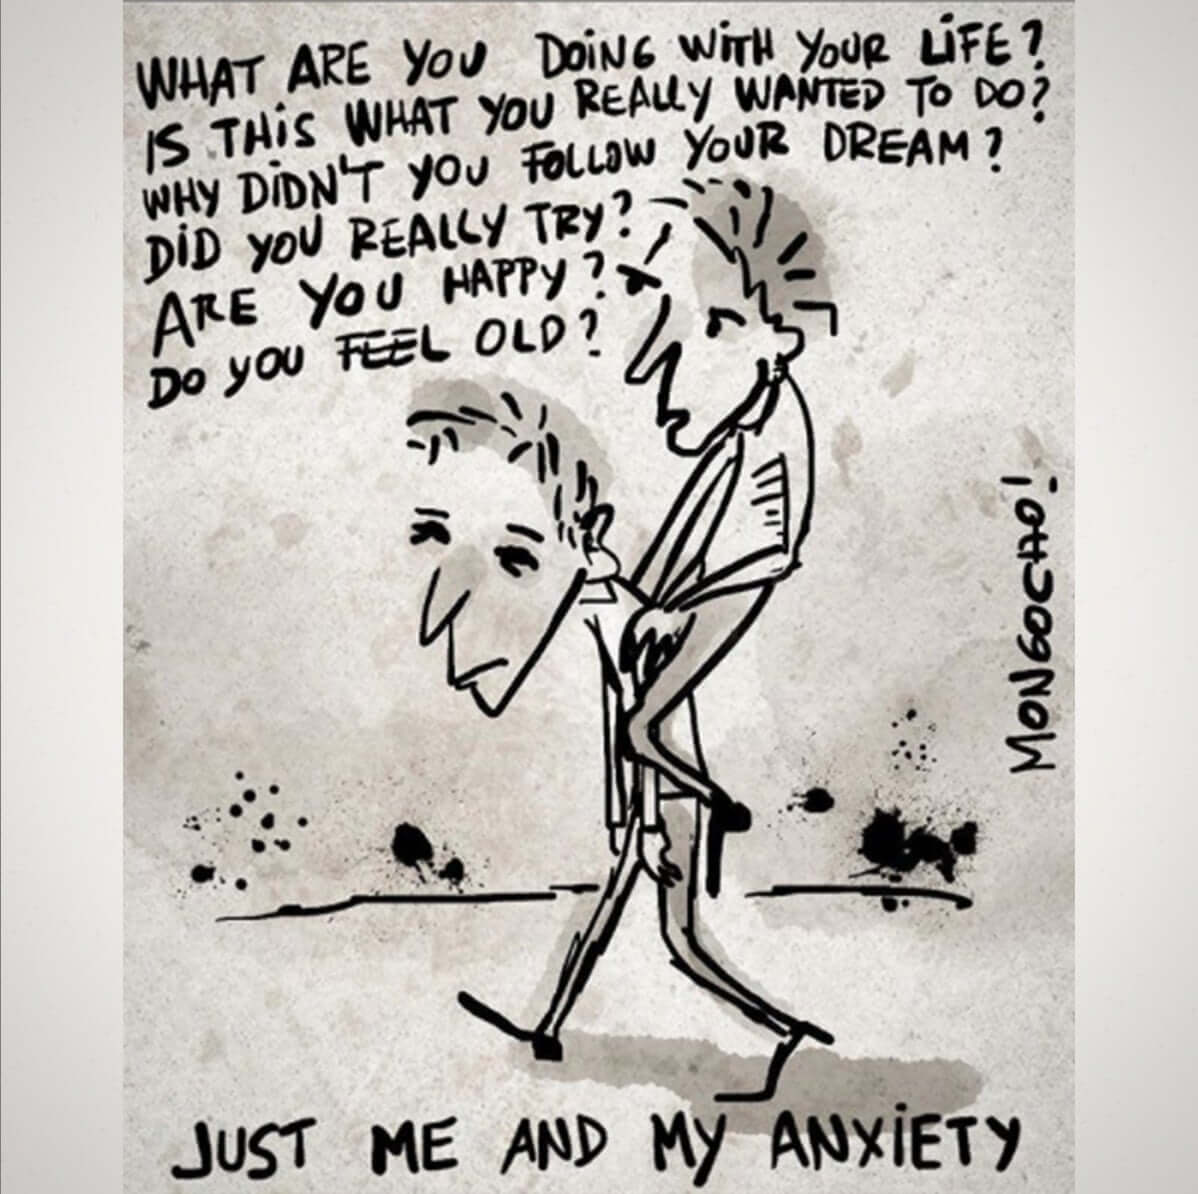 WHAT ARE YOU DOING WITH YOUR LIFE?
IS THIS WHAT YOU REALLY WANTED TO DO?
WHY DIDN'T YOU FOLLOW YOUR DREAM?
DID YOU REALLY TRY?
ARE YOU HAPPY?
DO YOU FEEL OLD?
MONGOCHO!
JUST ME AND MY ANXIETY